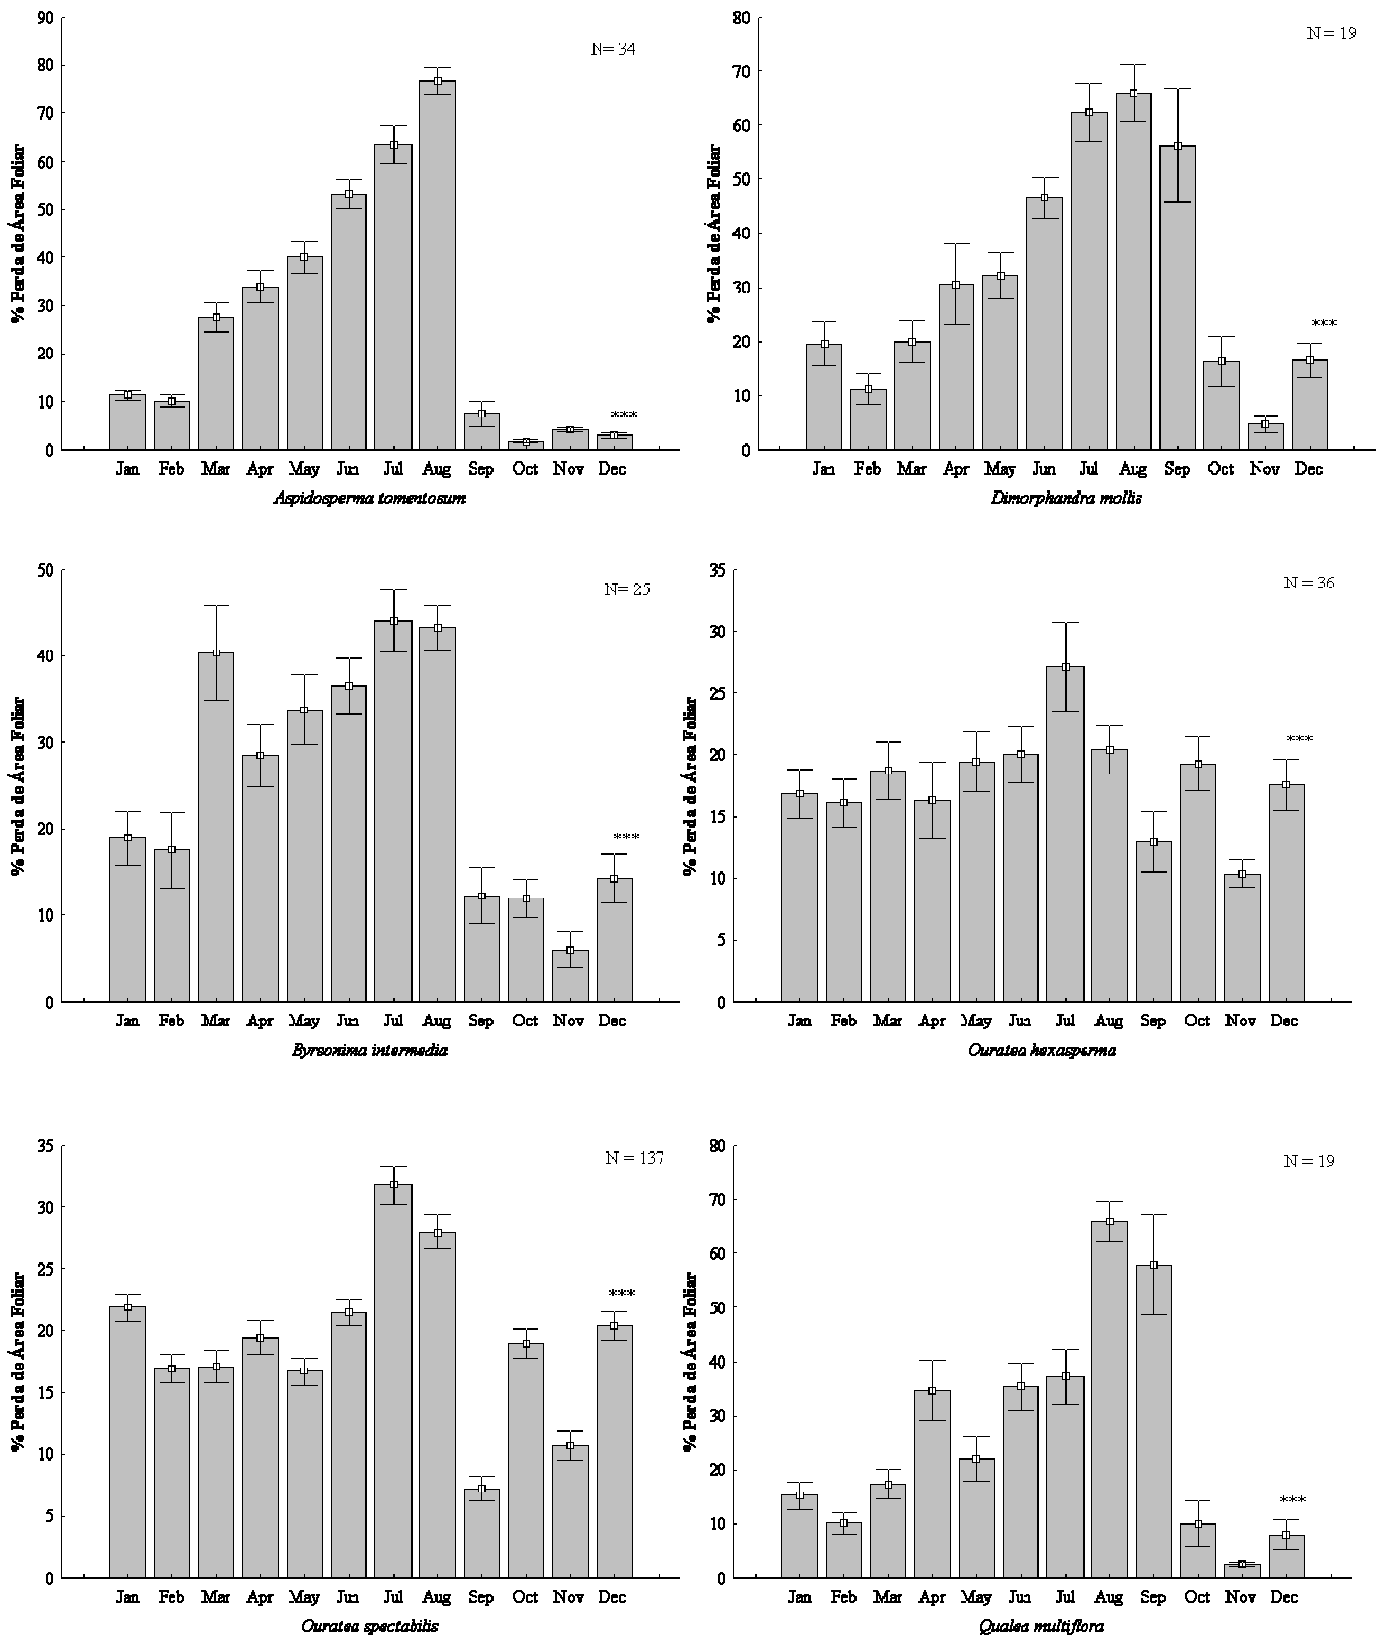 N= 34
% Perda de Área Foliar
90
80
70
60
50
40
30
20
10
0
***
Jan Feb Mar Apr May Jun Jul Aug Sep Oct Nov Dec
Aspidosperma tomentosum
N = 19
% Perda de Área Foliar
80
70
60
50
40
30
20
10
0
***
Jan Feb Mar Apr May Jun Jul Aug Sep Oct Nov Dec
Dimorphandra mollis
N= 25
% Perda de Área Foliar
50
40
30
20
10
0
***
Jan Feb Mar Apr May Jun Jul Aug Sep Oct Nov Dec
Byrsonima intermedia
N = 36
% Perda de Área Foliar
35
30
25
20
15
10
5
0
***
Jan Feb Mar Apr May Jun Jul Aug Sep Oct Nov Dec
Ouratea hexasperma
N = 137
% Perda de Área Foliar
35
30
25
20
15
10
5
0
***
Jan Feb Mar Apr May Jun Jul Aug Sep Oct Nov Dec
Ouratea spectabilis
N = 19
% Perda de Área Foliar
80
70
60
50
40
30
20
10
0
***
Jan Feb Mar Apr May Jun Jul Aug Sep Oct Nov Dec
Qualea multiflora